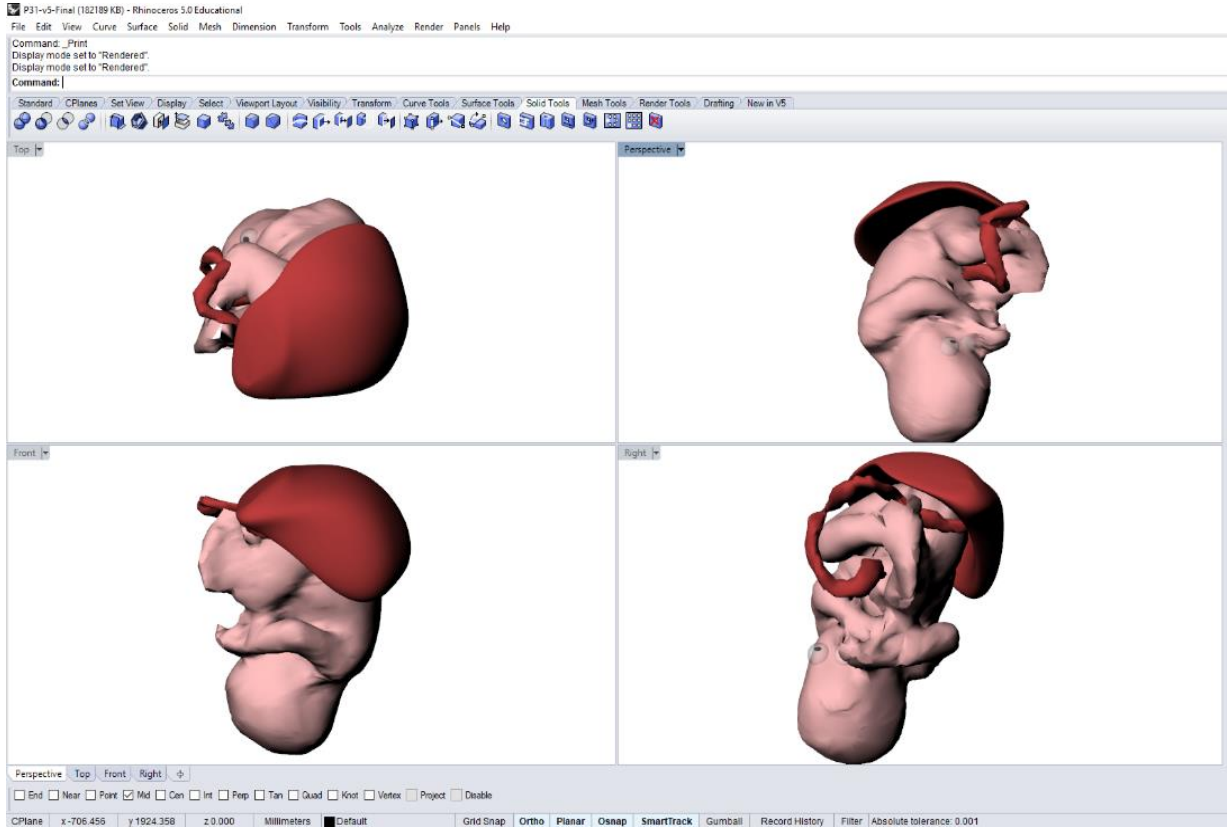 P31-v5-Final (182189 KB) - Rhinoceros 5.0 Educational
File Edit View Curve Surface Solid Mesh Dimension Transform Tools Analyze Render Panels Help
Command: _Print
Display mode set to "Rendered".
Display mode set to "Rendered".
Command:
Standard CPlanes Set View Display Select Viewport Layout Visibility Transform Curve Tools Surface Tools Solid Tools Mesh Tools Render Tools Drafting New in V5
Top
Perspective
Front
Right
Perspective Top Front Right
End Near Point Mid Cen Int Perp Tan Quad Knot Vertex Project Disable
CPlane x -706.456 y 1924.358 z 0.000 Millimeters Default Grid Snap Ortho Planar Osnap SmartTrack Gumball Record History Filter Absolute tolerance: 0.001